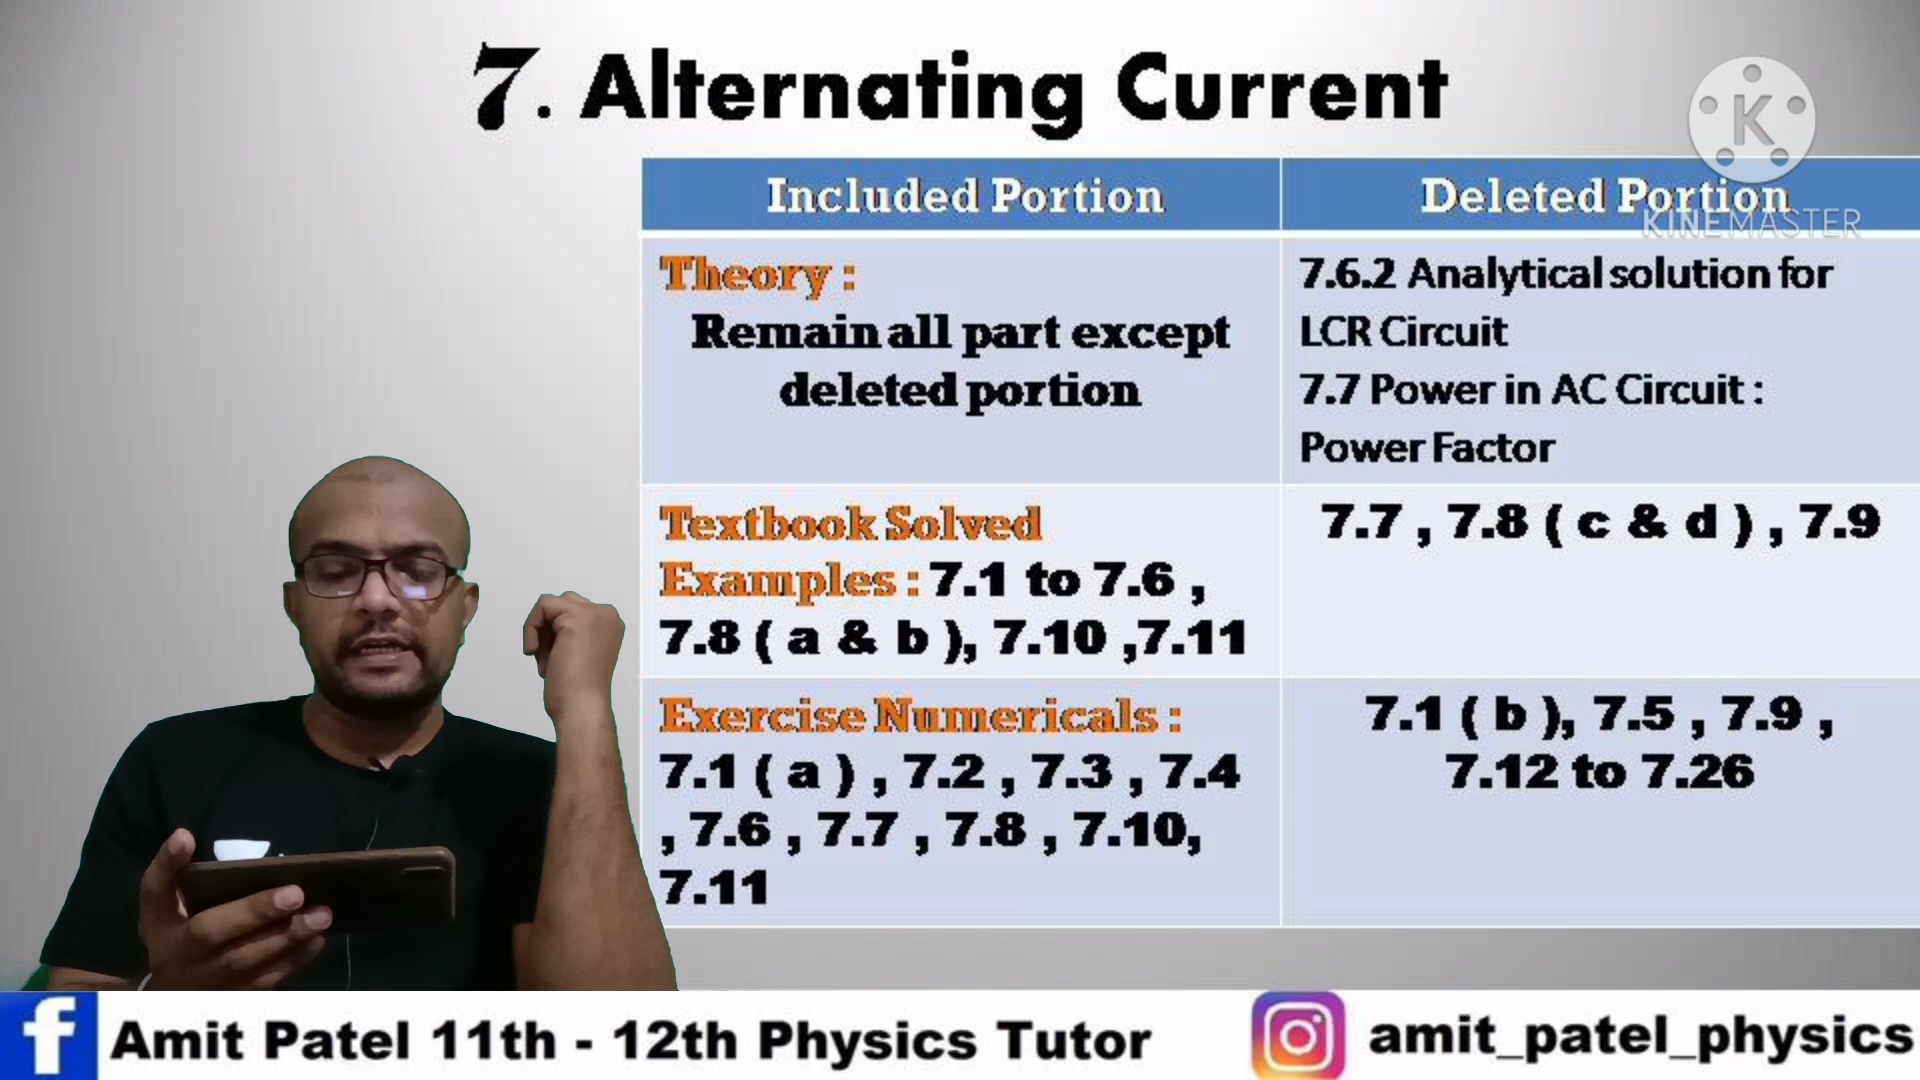 7. Alternating Current
K
KINEMASTER
Included Portion
Deleted Portion
Theory :
Remain all part except
deleted portion
7.6.2 Analytical solution for
LCR Circuit
7.7 Power in AC Circuit :
Power Factor
Textbook Solved
Examples : 7.1 to 7.6 ,
7.8 ( a & b ), 7.10 ,7.11
7.7 , 7.8 ( c & d ) , 7.9
Exercise Numericals :
7.1 ( a ) , 7.2 , 7.3 , 7.4
, 7.6 , 7.7 , 7.8 , 7.10,
7.11
7.1 ( b ), 7.5 , 7.9 ,
7.12 to 7.26
f Amit Patel 11th - 12th Physics Tutor
amit_patel_physics